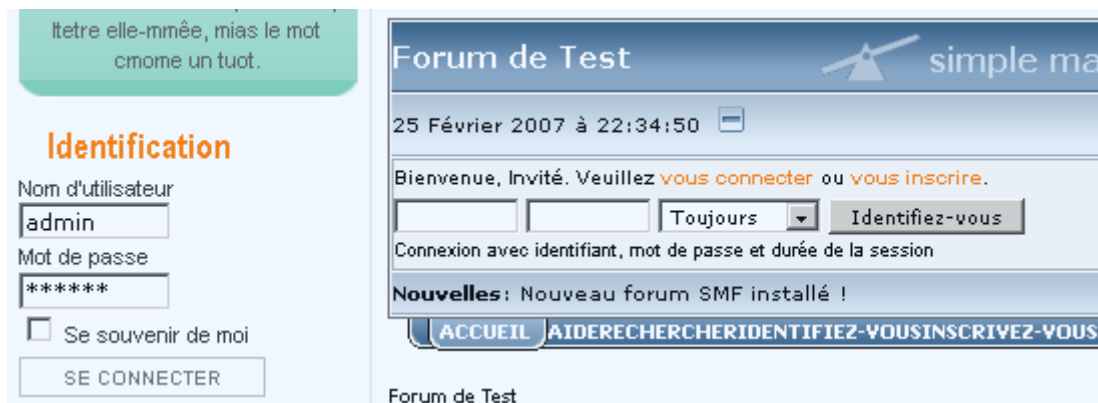 ltetre elle-mmêe, mias le mot
cmome un tuot.
Identification
Nom d'utilisateur
admin
Mot de passe
******
Se souvenir de moi
SE CONNECTER
Forum de Test
simple ma
25 Février 2007 à 22:34:50
Bienvenue, Invité. Veuillez vous connecter ou vous inscrire.
Toujours Identifiez-vous
Connexion avec identifiant, mot de passe et durée de la session
Nouvelles: Nouveau forum SMF installé !
ACCUEIL AIDERECHERCHERIDENTIFIEZ-VOUSINSCRIVEZ-VOUS
Forum de Test